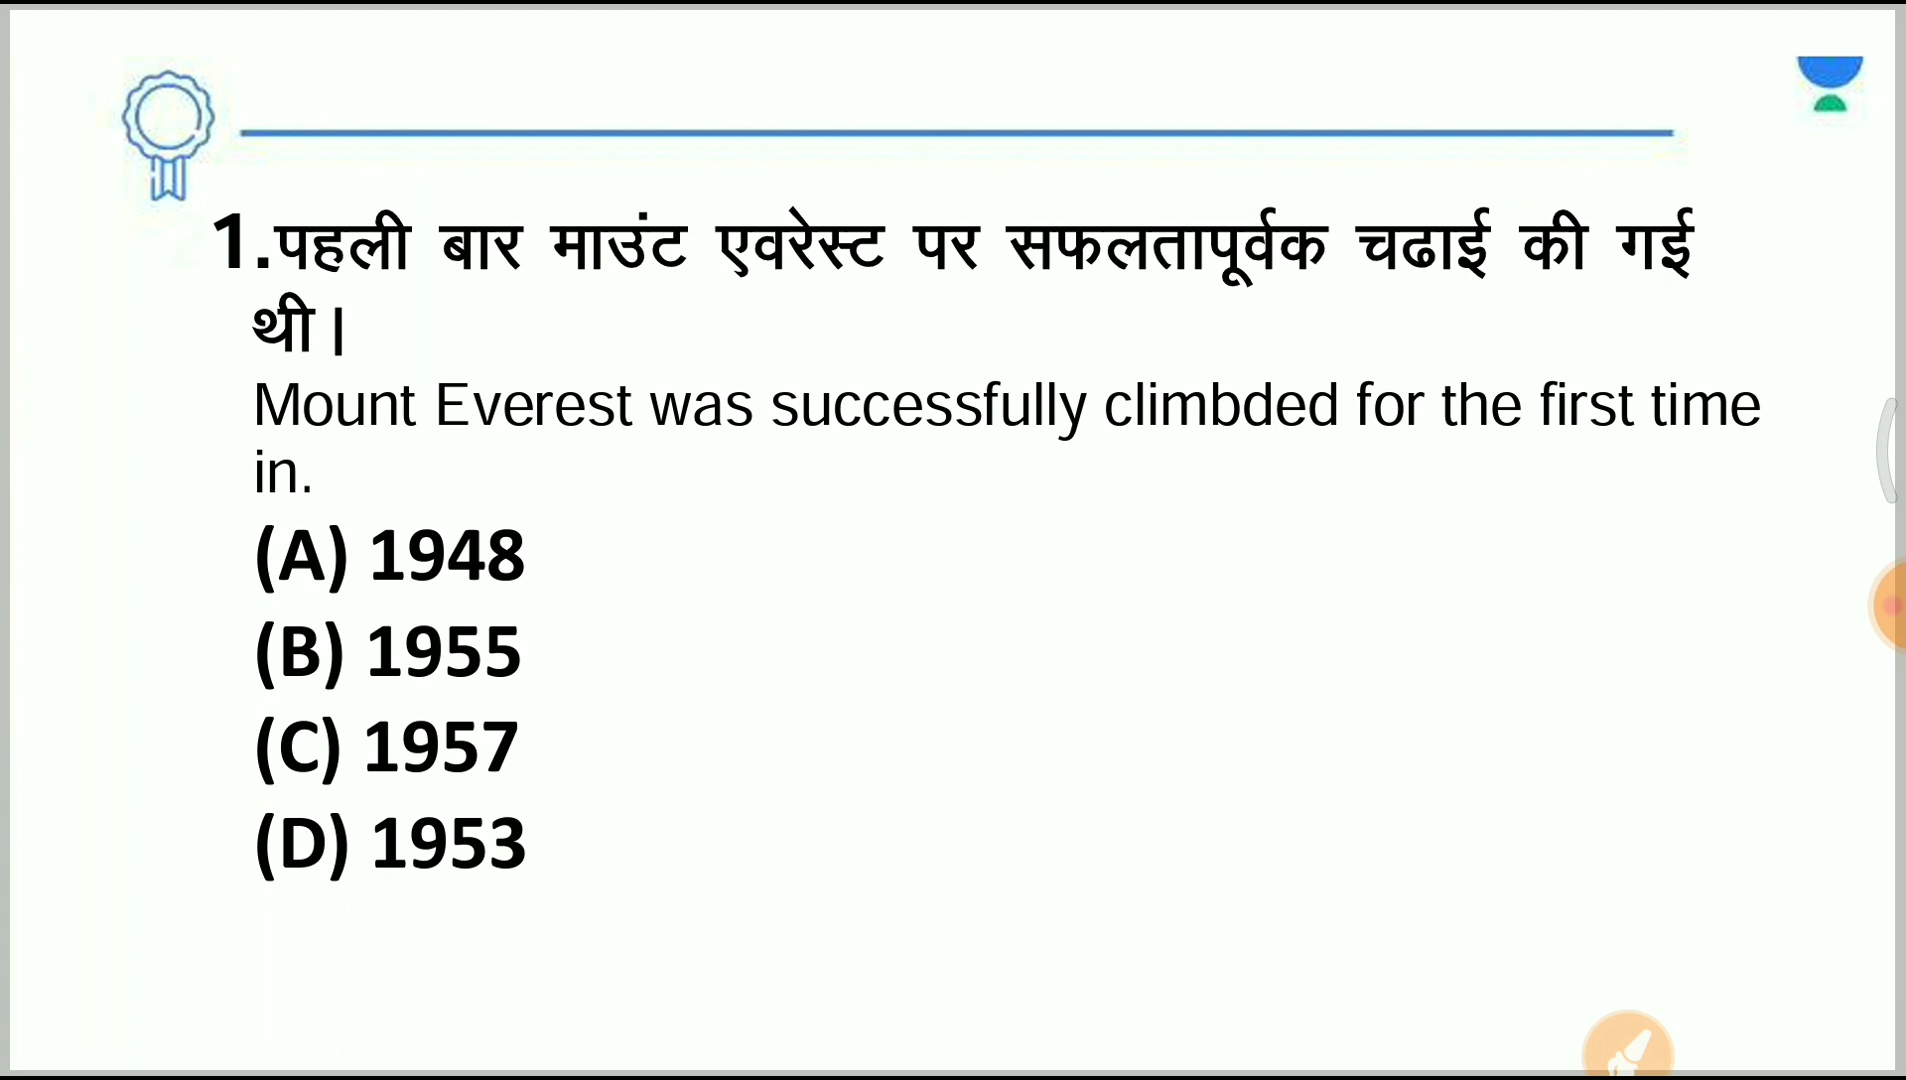 1.पहली बार माउंट एवरेस्ट पर सफलतापूर्वक चढाई की गई
थी।
Mount Everest was successfully climbded for the first time
in.
(A) 1948
(B) 1955
(C) 1957
(D) 1953